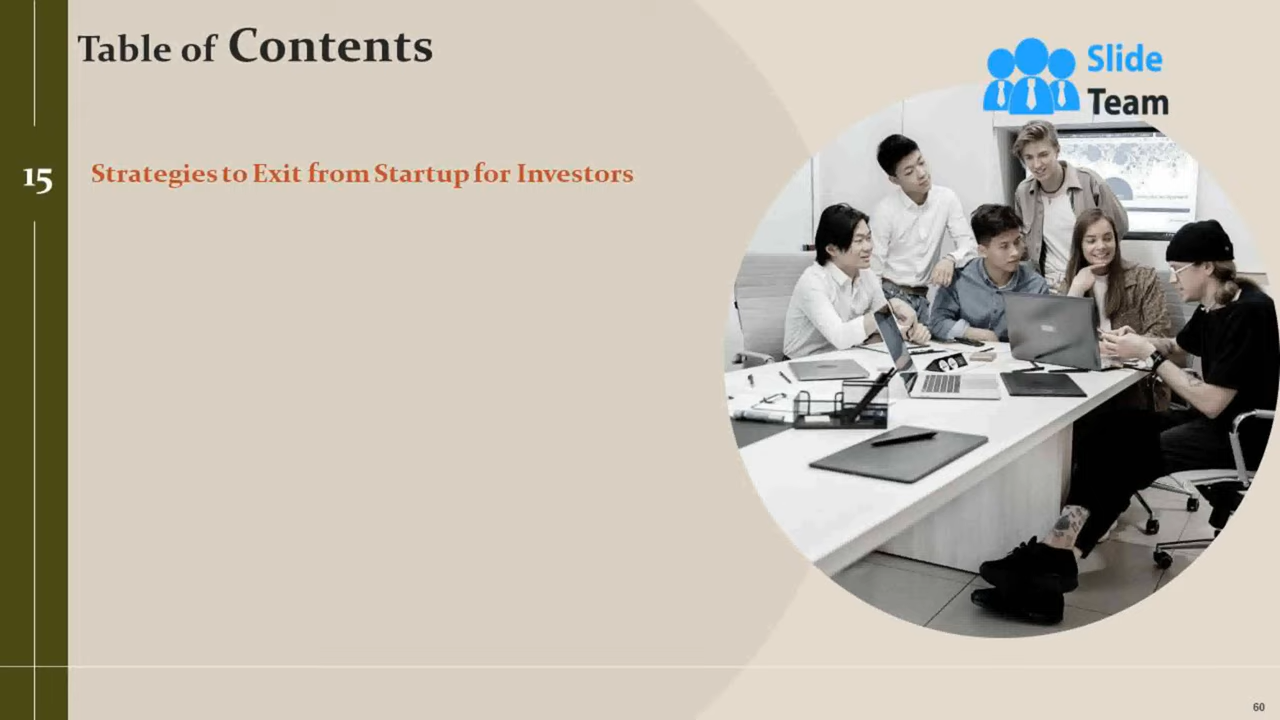 Table of Contents
Slide
Team
15
Strategies to Exit from Startup for Investors
60